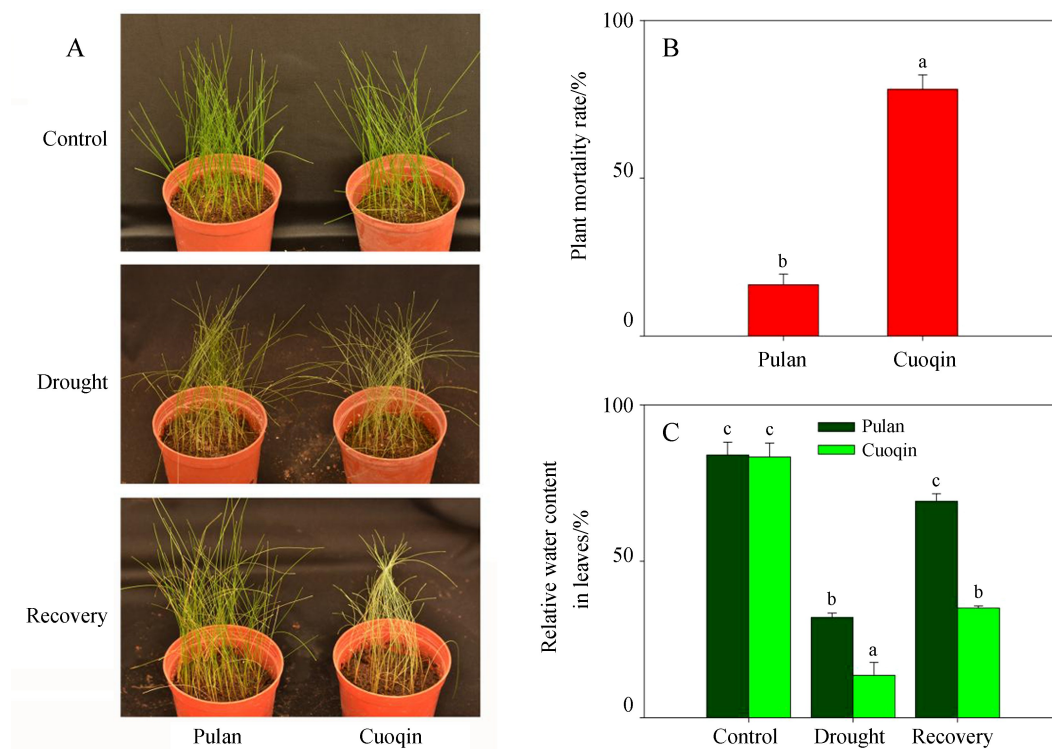 A
Control
Drought
Recovery
Pulan
Cuoqin
B
Plant mortality rate/%
100
50
0
b
a
Pulan
Cuoqin
C
Relative water content
in leaves/%
100
50
0
Pulan
Cuoqin
c
c
b
a
c
b
Control
Drought
Recovery